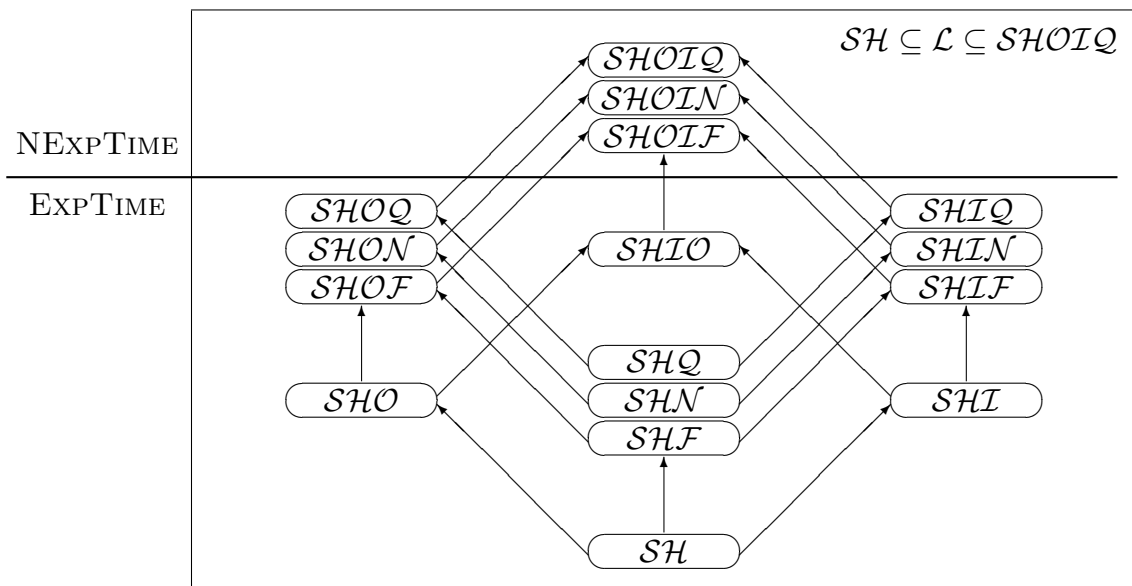 𝒮ℋ ⊆ ℒ ⊆ 𝒮ℋ𝒪ℐ𝒬
𝒮ℋ𝒪ℐ𝒬
𝒮ℋ𝒪ℐ𝒩
𝒮ℋ𝒪ℐℱ
NExpTime
ExpTime
𝒮ℋ𝒪𝒬
𝒮ℋℐ𝒬
𝒮ℋ𝒪𝒩
𝒮ℋℐ𝒪
𝒮ℋℐ𝒩
𝒮ℋ𝒪ℱ
𝒮ℋℐℱ
𝒮ℋ𝒬
𝒮ℋ𝒪
𝒮ℋ𝒩
𝒮ℋℐ
𝒮ℋℱ
𝒮ℋ